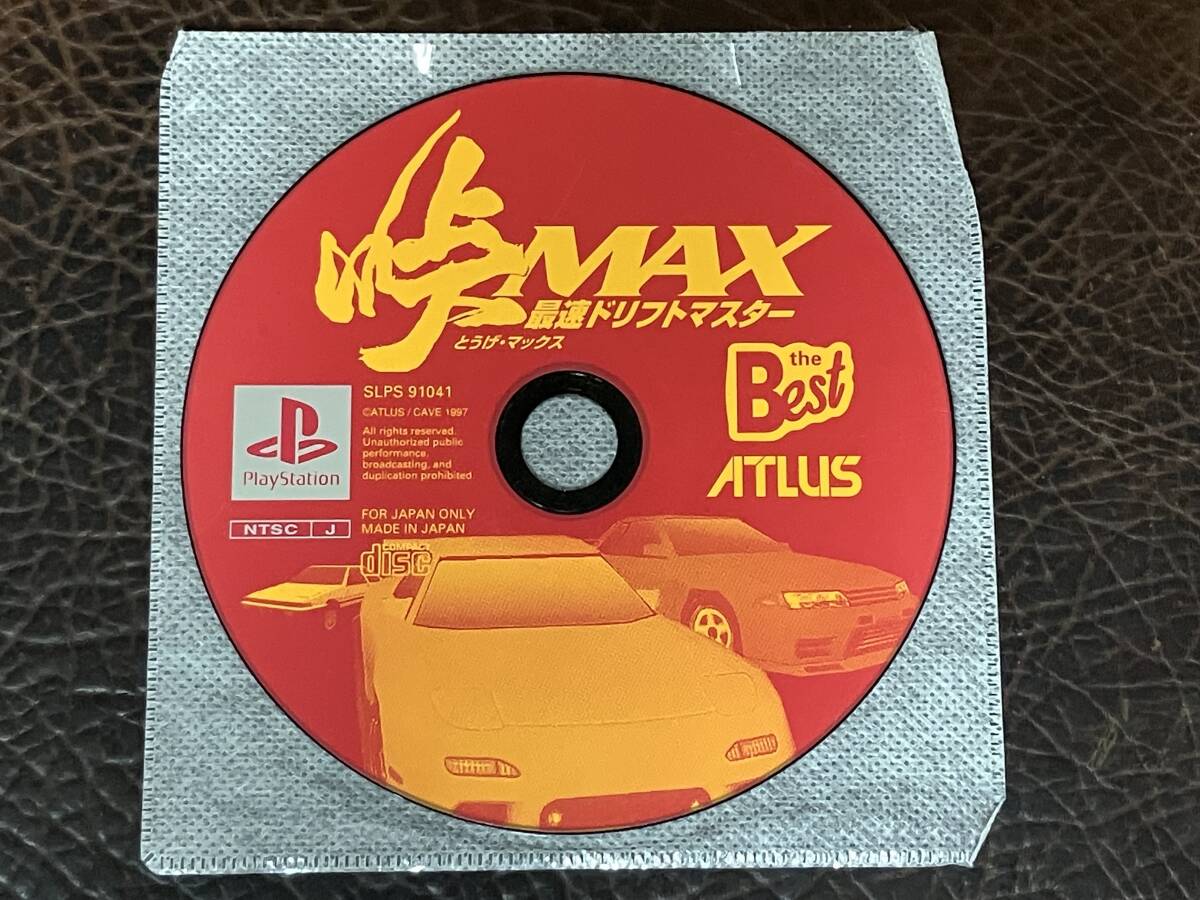 峠MAX
最速ドリフトマスター
とうげ・マックス
the
Best
ATLUS
SLPS 91041
©ATLUS / CAVE 1997
All rights reserved.
Unauthorized public
performance,
broadcasting, and
duplication prohibited.
PlayStation
NTSC J
FOR JAPAN ONLY
MADE IN JAPAN
COMPACT
disc